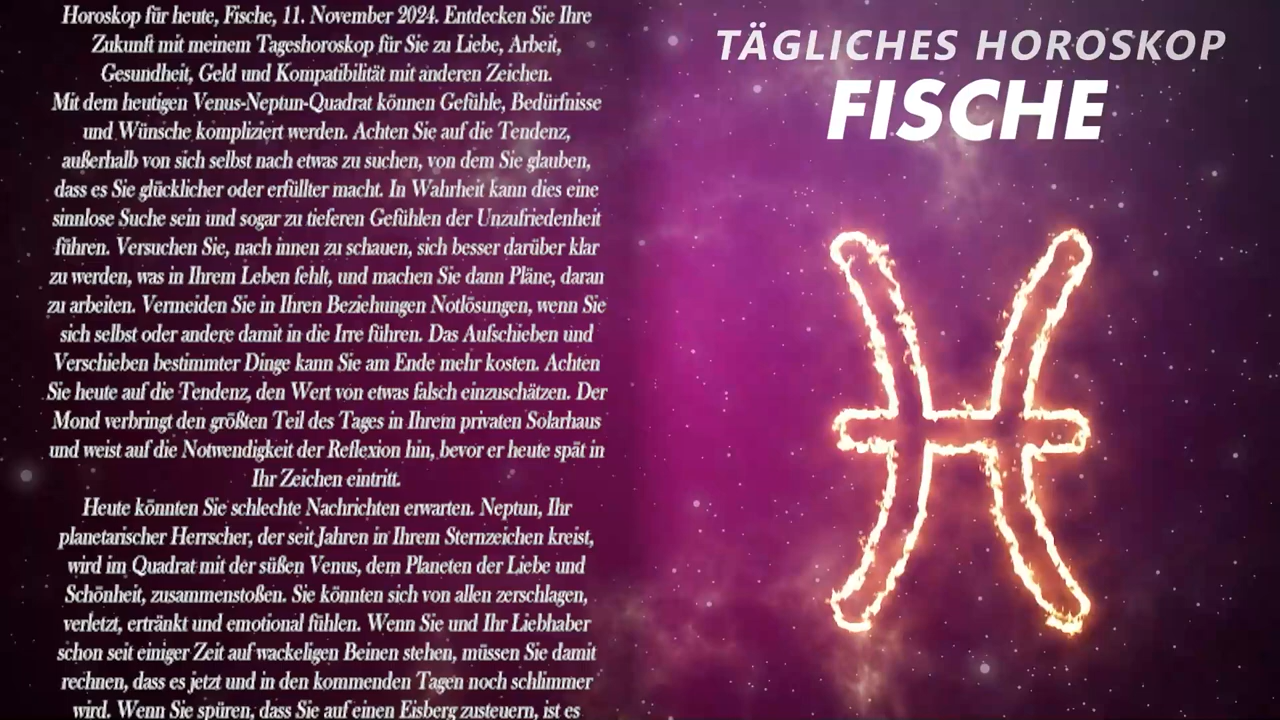 Horoskop für heute, Fische, 11. November 2024. Entdecken Sie Ihre
Zukunft mit meinem Tageshoroskop für Sie zu Liebe, Arbeit,
Gesundheit, Geld und Kompatibilität mit anderen Zeichen.
Mit dem heutigen Venus-Neptun-Quadrat können Gefühle, Bedürfnisse
und Wünsche kompliziert werden. Achten Sie auf die Tendenz,
außerhalb von sich selbst nach etwas zu suchen, von dem Sie glauben,
dass es Sie glücklicher oder erfüllter macht. In Wahrheit kann dies eine
sinnlose Suche sein und sogar zu tieferen Gefühlen der Unzufriedenheit
führen. Versuchen Sie, nach innen zu schauen, sich besser darüber klar
zu werden, was in Ihrem Leben fehlt, und machen Sie dann Pläne, daran
zu arbeiten. Vermeiden Sie in Ihren Beziehungen Notlösungen, wenn Sie
sich selbst oder andere damit in die Irre führen. Das Aufschieben und
Verschieben bestimmter Dinge kann Sie am Ende mehr kosten. Achten
Sie heute auf die Tendenz, den Wert von etwas falsch einzuschätzen. Der
Mond verbringt den größten Teil des Tages in Ihrem privaten Solarhaus
und weist auf die Notwendigkeit der Reflexion hin, bevor er heute spät in
Ihr Zeichen eintritt.
Heute könnten Sie schlechte Nachrichten erwarten. Neptun, Ihr
planetarischer Herrscher, der seit Jahren in Ihrem Sternzeichen kreist,
wird im Quadrat mit der süßen Venus, dem Planeten der Liebe und
Schönheit, zusammenstoßen. Sie könnten sich von allen zerschlagen,
verletzt, ertränkt und emotional fühlen. Wenn Sie und Ihr Liebhaber
schon seit einiger Zeit auf wackeligen Beinen stehen, müssen Sie damit
rechnen, dass es jetzt und in den kommenden Tagen noch schlimmer
wird. Wenn Sie spüren, dass Sie auf einen Eisberg zusteuern, ist es
TÄGLICHES HOROSKOP
FISCHE